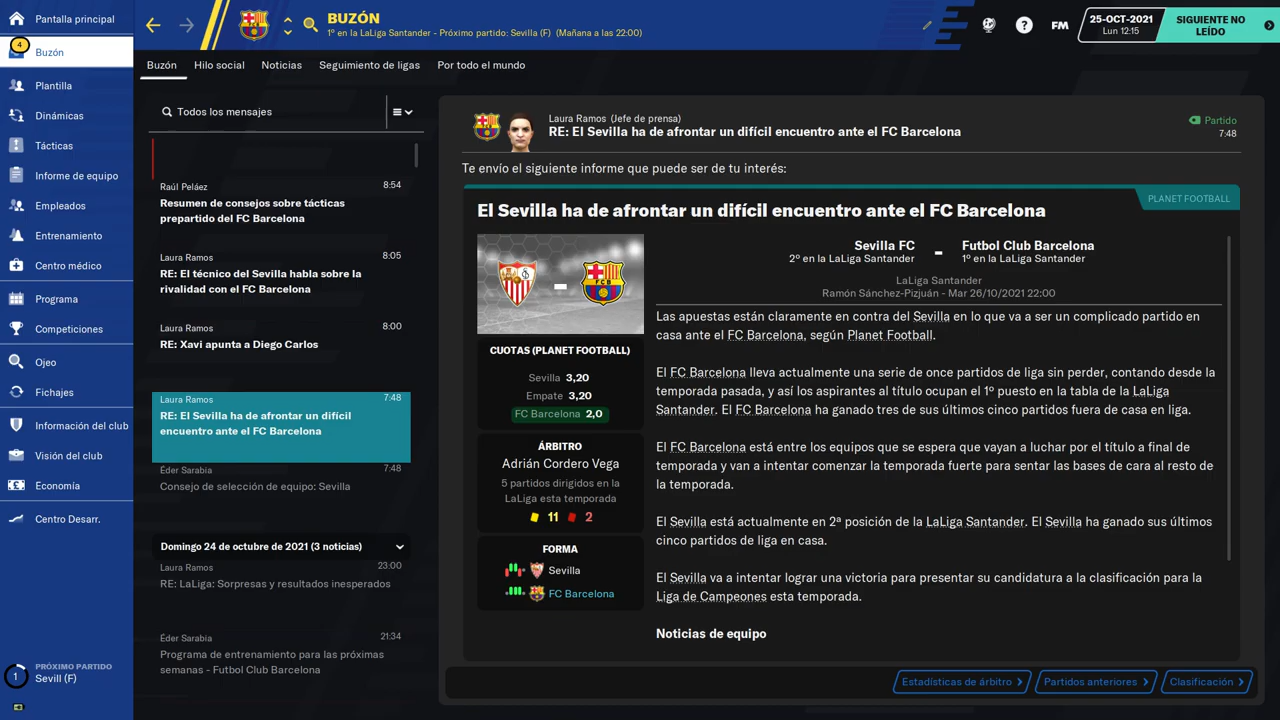 Pantalla principal
4
Buzón
Plantilla
Dinámicas
Tácticas
Informe de equipo
Empleados
Entrenamiento
Centro médico
Programa
Competiciones
Ojeo
Fichajes
Información del club
Visión del club
Economía
Centro Desarr.
1
PRÓXIMO PARTIDO
Sevill (F)
BUZÓN
1º en la LaLiga Santander - Próximo partido: Sevilla (F) (Mañana a las 22:00)
?
FM
25-OCT-2021
Lun 12:15
SIGUIENTE NO LEÍDO
Buzón
Hilo social
Noticias
Seguimiento de ligas
Por todo el mundo
Todos los mensajes
Raúl Peláez 8:54
Resumen de consejos sobre tácticas
prepartido del FC Barcelona
Laura Ramos 8:05
RE: El técnico del Sevilla habla sobre la
rivalidad con el FC Barcelona
Laura Ramos 8:00
RE: Xavi apunta a Diego Carlos
Laura Ramos 7:48
RE: El Sevilla ha de afrontar un difícil
encuentro ante el FC Barcelona
Éder Sarabia 7:48
Consejo de selección de equipo: Sevilla
Domingo 24 de octubre de 2021 (3 noticias)
Laura Ramos 23:00
RE: LaLiga: Sorpresas y resultados inesperados
Éder Sarabia 21:34
Programa de entrenamiento para las próximas
semanas - Futbol Club Barcelona
Laura Ramos (Jefe de prensa)
RE: El Sevilla ha de afrontar un difícil encuentro ante el FC Barcelona
Partido
7:48
Te envío el siguiente informe que puede ser de tu interés:
PLANET FOOTBALL
El Sevilla ha de afrontar un difícil encuentro ante el FC Barcelona
CUOTAS (PLANET FOOTBALL)
Sevilla 3,20
Empate 3,20
FC Barcelona 2,0
ÁRBITRO
Adrián Cordero Vega
5 partidos dirigidos en la
LaLiga esta temporada
11 2
FORMA
Sevilla
FC Barcelona
Sevilla FC - Futbol Club Barcelona
2º en la LaLiga Santander 1º en la LaLiga Santander
LaLiga Santander
Ramón Sánchez-Pizjuán - Mar 26/10/2021 22:00
Las apuestas están claramente en contra del Sevilla en lo que va a ser un complicado partido en
casa ante el FC Barcelona, según Planet Football.
El FC Barcelona lleva actualmente una serie de once partidos de liga sin perder, contando desde la
temporada pasada, y así los aspirantes al título ocupan el 1º puesto en la tabla de la LaLiga
Santander. El FC Barcelona ha ganado tres de sus últimos cinco partidos fuera de casa en liga.
El FC Barcelona está entre los equipos que se espera que vayan a luchar por el título a final de
temporada y van a intentar comenzar la temporada fuerte para sentar las bases de cara al resto de
la temporada.
El Sevilla está actualmente en 2ª posición de la LaLiga Santander. El Sevilla ha ganado sus últimos
cinco partidos de liga en casa.
El Sevilla va a intentar lograr una victoria para presentar su candidatura a la clasificación para la
Liga de Campeones esta temporada.
Noticias de equipo
Estadísticas de árbitro
Partidos anteriores
Clasificación